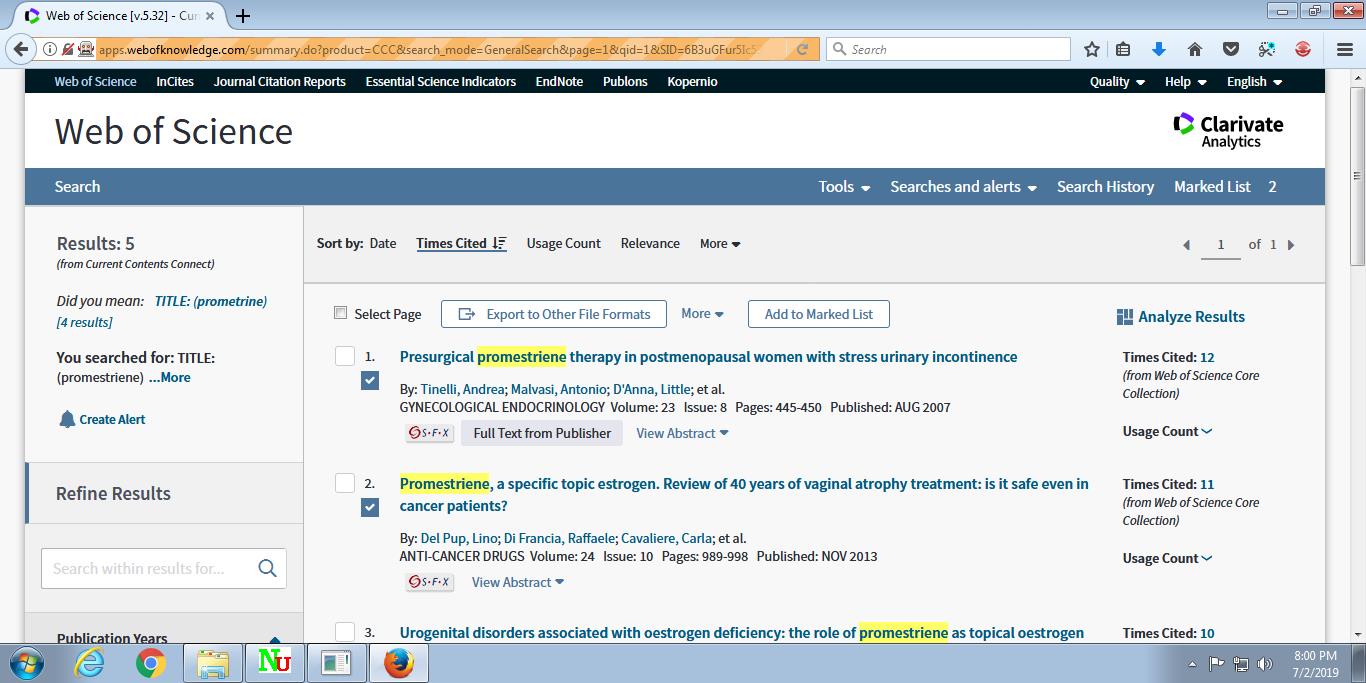 Web of Science [v.5.32] - Cur
apps.webofknowledge.com/summary.do?product=CCC&search_mode=GeneralSearch&page=1&qid=1&SID=6B3uGFur5Ic5
Search
Web of Science InCites Journal Citation Reports Essential Science Indicators EndNote Publons Kopernio Quality Help English
Web of Science
Clarivate
Analytics
Search Tools Searches and alerts Search History Marked List 2
Results: 5
(from Current Contents Connect)
Did you mean: TITLE: (prometrine)
[4 results]
You searched for: TITLE:
(promestriene) ...More
Create Alert
Refine Results
Search within results for...
Publication Years
Sort by: Date Times Cited Usage Count Relevance More
1 of 1
Select Page Export to Other File Formats More Add to Marked List
Analyze Results
1. Presurgical promestriene therapy in postmenopausal women with stress urinary incontinence
By: Tinelli, Andrea; Malvasi, Antonio; D'Anna, Little; et al.
GYNECOLOGICAL ENDOCRINOLOGY Volume: 23 Issue: 8 Pages: 445-450 Published: AUG 2007
S·F·X Full Text from Publisher View Abstract
Times Cited: 12
(from Web of Science Core
Collection)
Usage Count
2. Promestriene, a specific topic estrogen. Review of 40 years of vaginal atrophy treatment: is it safe even in
cancer patients?
By: Del Pup, Lino; Di Francia, Raffaele; Cavaliere, Carla; et al.
ANTI-CANCER DRUGS Volume: 24 Issue: 10 Pages: 989-998 Published: NOV 2013
S·F·X View Abstract
Times Cited: 11
(from Web of Science Core
Collection)
Usage Count
3. Urogenital disorders associated with oestrogen deficiency: the role of promestriene as topical oestrogen
Times Cited: 10
NU
8:00 PM
7/2/2019